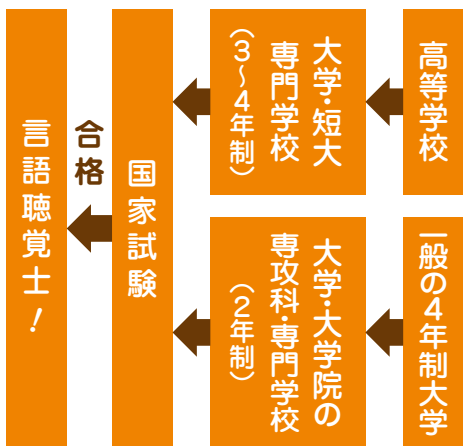 高等学校
大学・短大
専門学校
（3〜4年制）
一般の4年制大学
大学・大学院の
専攻科・専門学校
（2年制）
国家試験
合格
言語聴覚士！